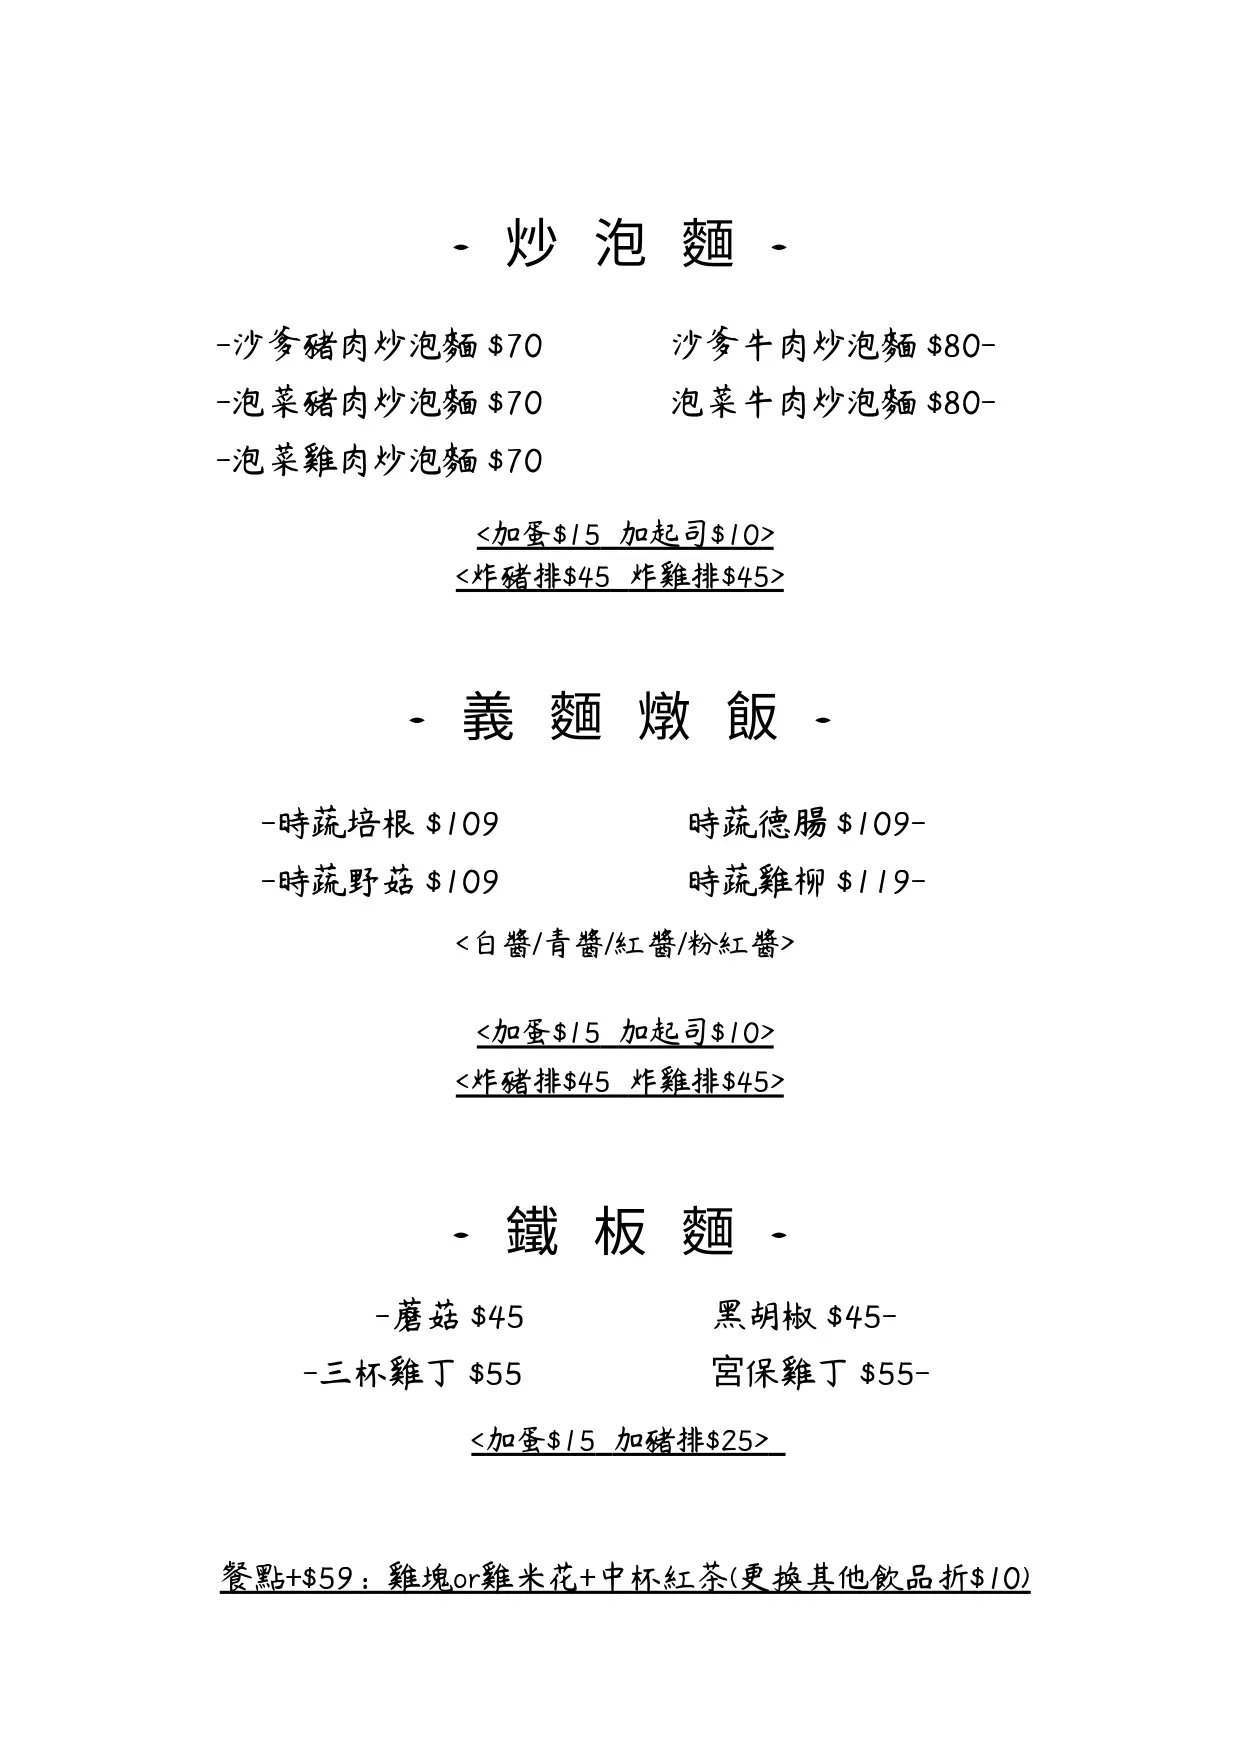 - 炒 泡 麵 -
-沙爹豬肉炒泡麵 $70 沙爹牛肉炒泡麵 $80-
-泡菜豬肉炒泡麵 $70 泡菜牛肉炒泡麵 $80-
-泡菜雞肉炒泡麵 $70
<加蛋$15 加起司$10>
<炸豬排$45 炸雞排$45>
- 義 麵 燉 飯 -
-時蔬培根 $109 時蔬德腸 $109-
-時蔬野菇 $109 時蔬雞柳 $119-
<白醬/青醬/紅醬/粉紅醬>
<加蛋$15 加起司$10>
<炸豬排$45 炸雞排$45>
- 鐵 板 麵 -
-蘑菇 $45 黑胡椒 $45-
-三杯雞丁 $55 宮保雞丁 $55-
<加蛋$15 加豬排$25>
餐點+$59 : 雞塊or雞米花+中杯紅茶(更換其他飲品折$10)